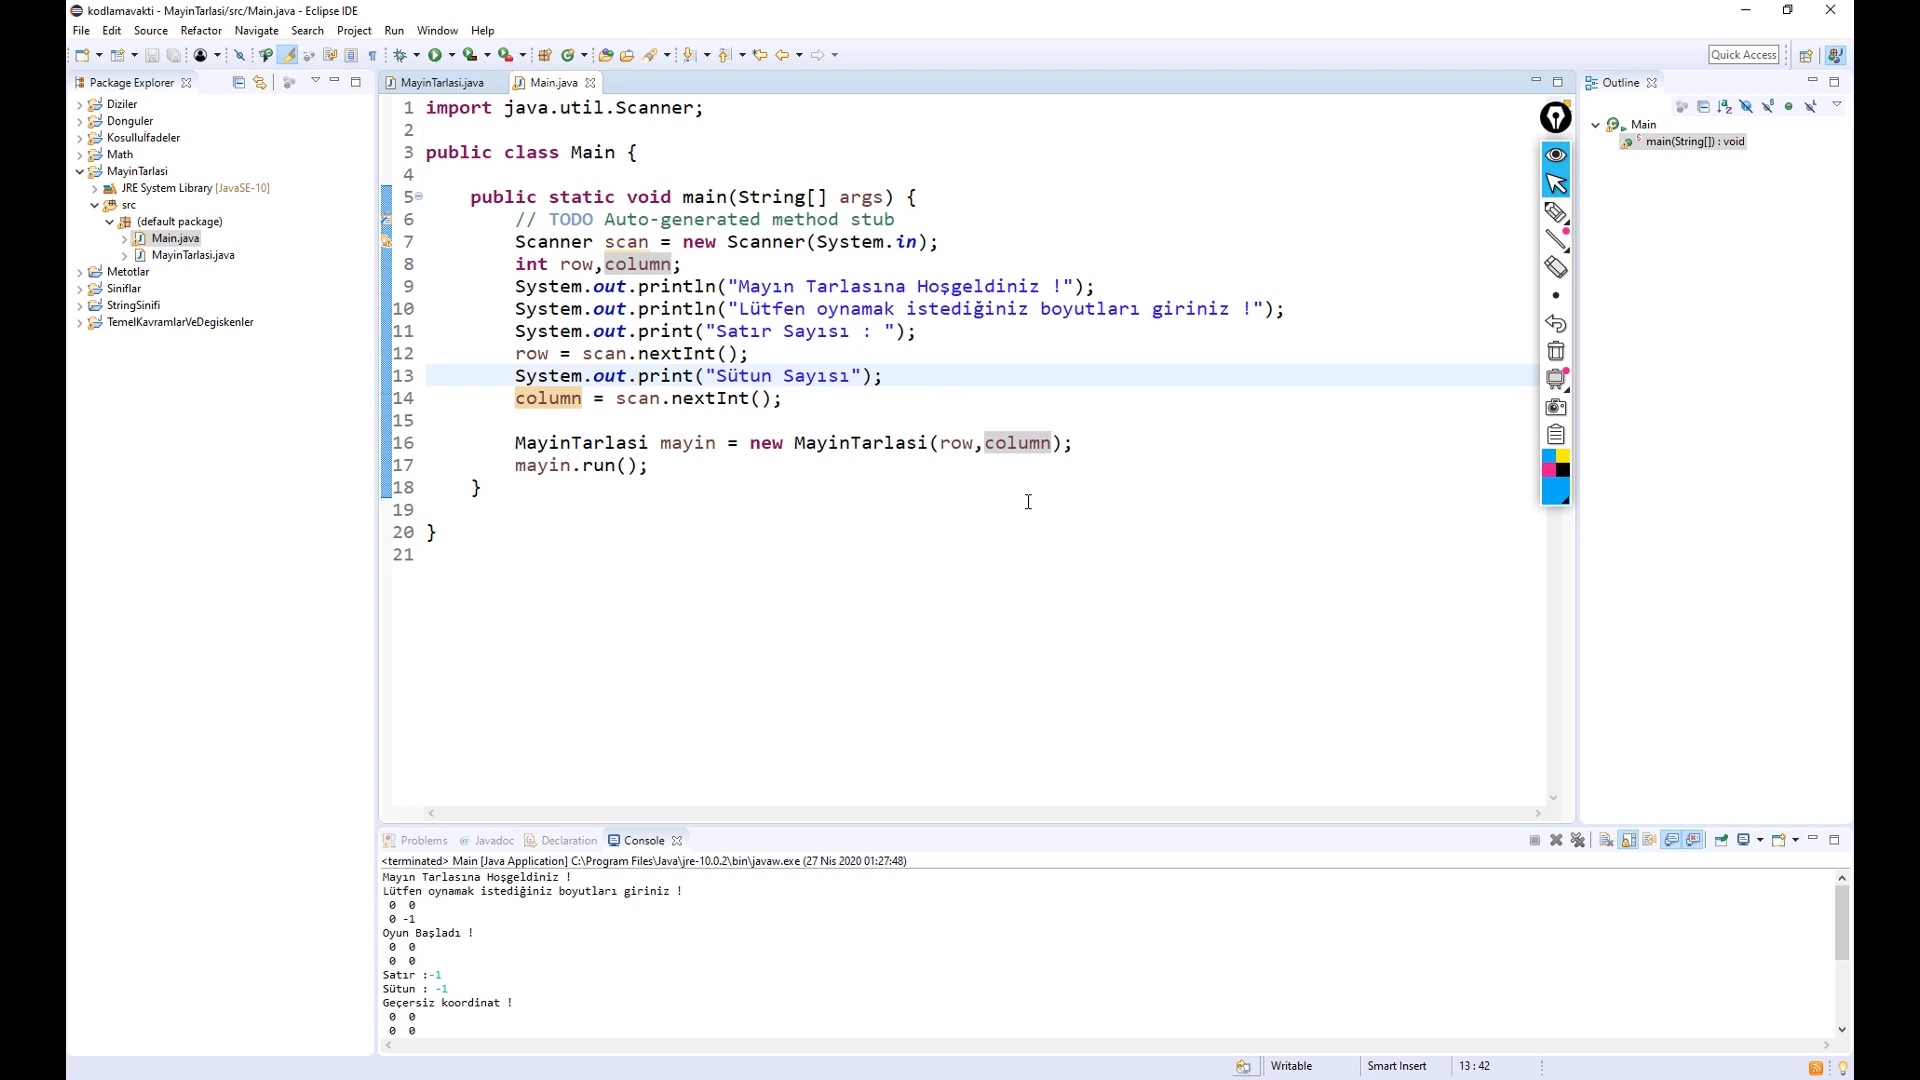 kodlamavakti - MayinTarlasi/src/Main.java - Eclipse IDE
File Edit Source Refactor Navigate Search Project Run Window Help
Quick Access
Package Explorer
Diziler
Donguler
KosulluIfadeler
Math
MayinTarlasi
JRE System Library [JavaSE-10]
src
(default package)
Main.java
MayinTarlasi.java
Metotlar
Siniflar
StringSinifi
TemelKavramlarVeDegiskenler
MayinTarlasi.java Main.java
1 import java.util.Scanner;
2
3 public class Main {
4
5 public static void main(String[] args) {
6 // TODO Auto-generated method stub
7 Scanner scan = new Scanner(System.in);
8 int row,column;
9 System.out.println("Mayın Tarlasına Hoşgeldiniz !");
10 System.out.println("Lütfen oynamak istediğiniz boyutları giriniz !");
11 System.out.print("Satır Sayısı : ");
12 row = scan.nextInt();
13 System.out.print("Sütun Sayısı");
14 column = scan.nextInt();
15
16 MayinTarlasi mayin = new MayinTarlasi(row,column);
17 mayin.run();
18 }
19
20 }
21
Outline
Main
main(String[]) : void
Problems @ Javadoc Declaration Console
<terminated> Main [Java Application] C:\Program Files\Java\jre-10.0.2\bin\javaw.exe (27 Nis 2020 01:27:48)
Mayın Tarlasına Hoşgeldiniz !
Lütfen oynamak istediğiniz boyutları giriniz !
0 0
0 -1
Oyun Başladı !
0 0
0 0
Satır :-1
Sütun : -1
Geçersiz koordinat !
0 0
0 0
Writable Smart Insert 13 : 42